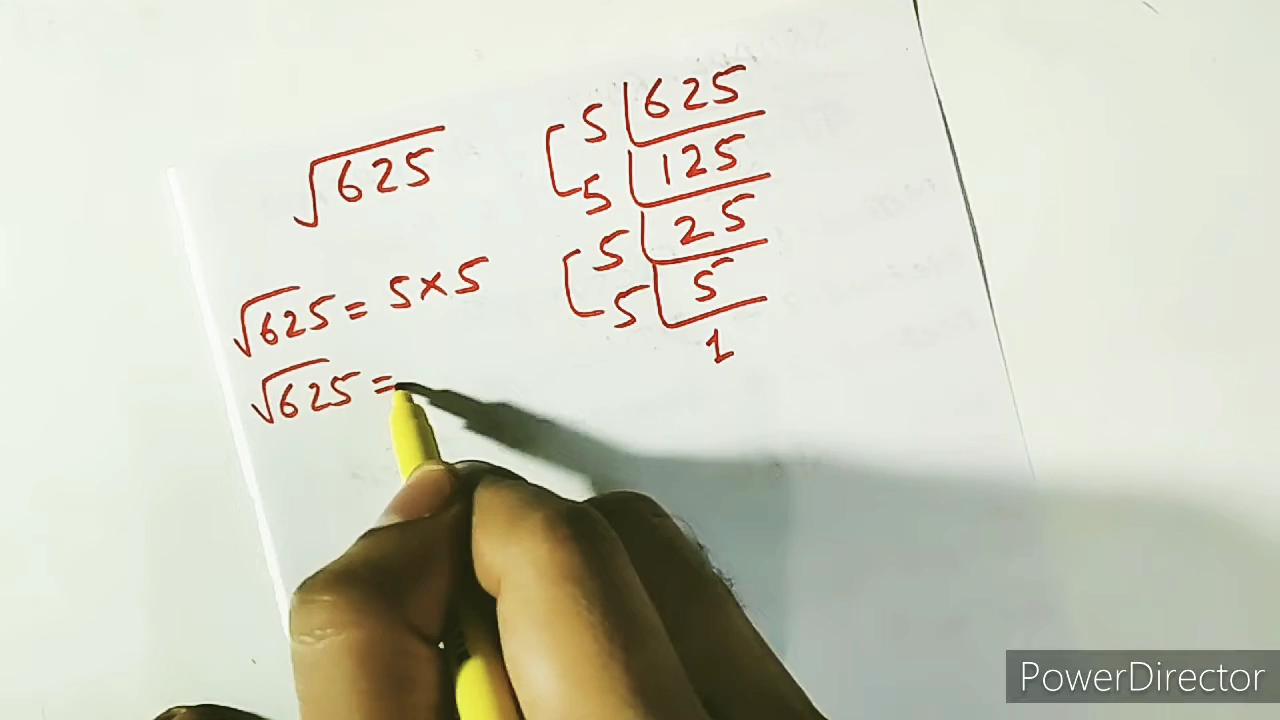 √625
√625 = 5×5
√625 =
5 | 625
5 | 125
5 | 25
5 | 5
1
PowerDirector